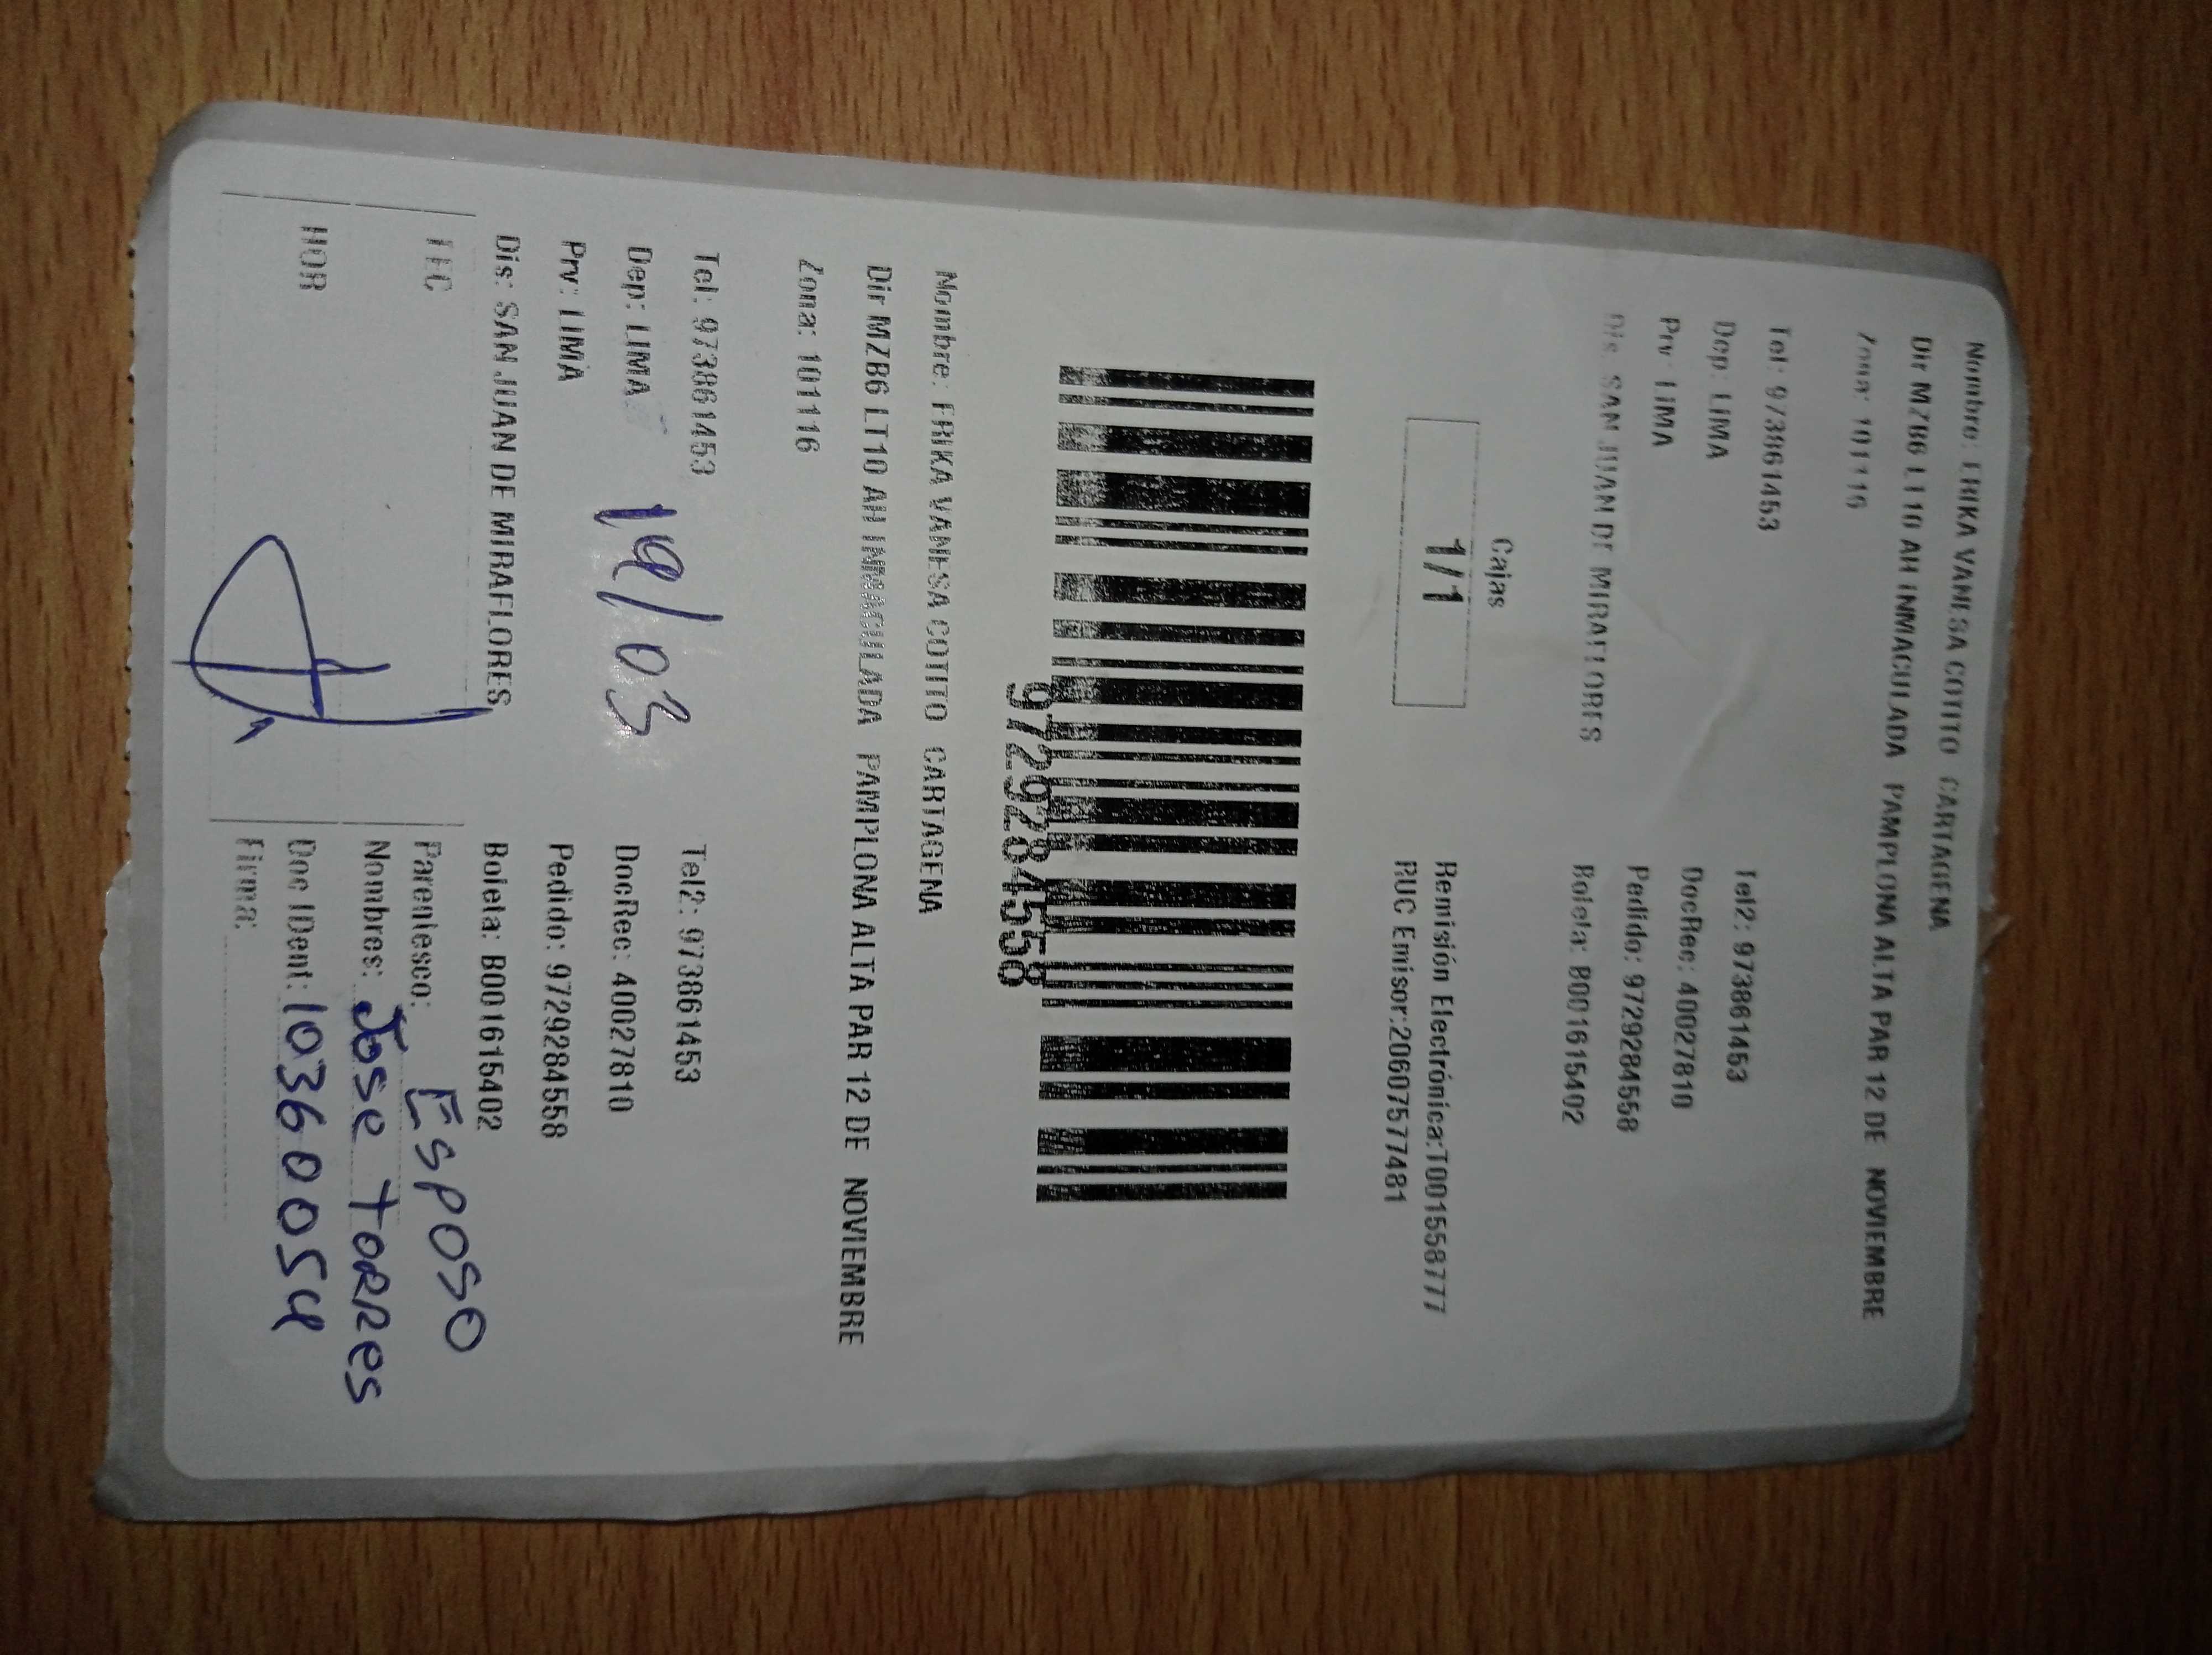 Nombre: ERIKA VANESA COTITO CARTAGENA
Dir MZB6 LT10 AH INMACULADA PAMPLONA ALTA PAR 12 DE NOVIEMBRE
Zona: 101116
Tel: 973861453 Tel2: 973861453
Dep: LIMA DocRec: 40027810
Prv: LIMA Pedido: 9729284558
Dis: SAN JUAN DE MIRAFLORES Boleta: B001615402
Cajas
1/1
Remisión Electrónica:T001558777
RUC Emisor:20607577481
9729284558
Nombre: ERIKA VANESA COTITO CARTAGENA
Dir MZB6 LT10 AH INMACULADA PAMPLONA ALTA PAR 12 DE NOVIEMBRE
Zona: 101116
Tel: 973861453 Tel2: 973861453
Dep: LIMA 19/03 DocRec: 40027810
Prv: LIMA Pedido: 9729284558
Dis: SAN JUAN DE MIRAFLORES Boleta: B001615402
FEC Parentesco: Esposo
Nombres: Jose Torres
HOR Doc IDent: 10360054
Firma: